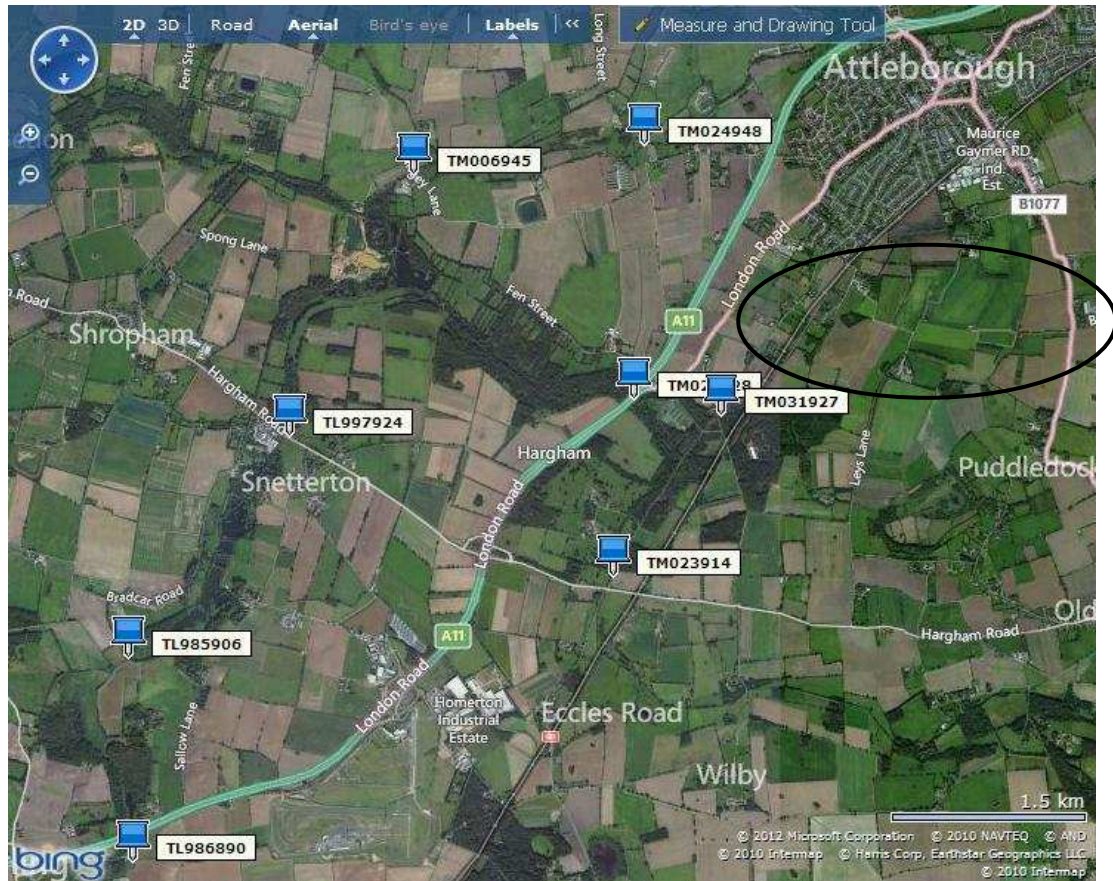 2D 3D Road Aerial Bird's eye Labels «
Measure and Drawing Tool
Fen Street
Long Street
Attleborough
TM024948
Maurice
Gaymer RD
Ind.
Est.
TM006945
Lane
B1077
Spong Lane
London Road
Fen Street
Road
A11
Shropham
Hargham Road
TM031927
TL997924
Hargham
Leys Lane
Puddledock
Snetterton
London Road
TM023914
Bradcar Road
Old
Hargham Road
A11
TL985906
London Road
Sallow Lane
Homerton
Industrial
Estate
Eccles Road
Wilby
1.5 km
TL986890
bing
© 2012 Microsoft Corporation © 2010 NAVTEQ © AND
© 2010 Intermap © Harris Corp, Earthstar Geographics LLC
© 2010 Intermap